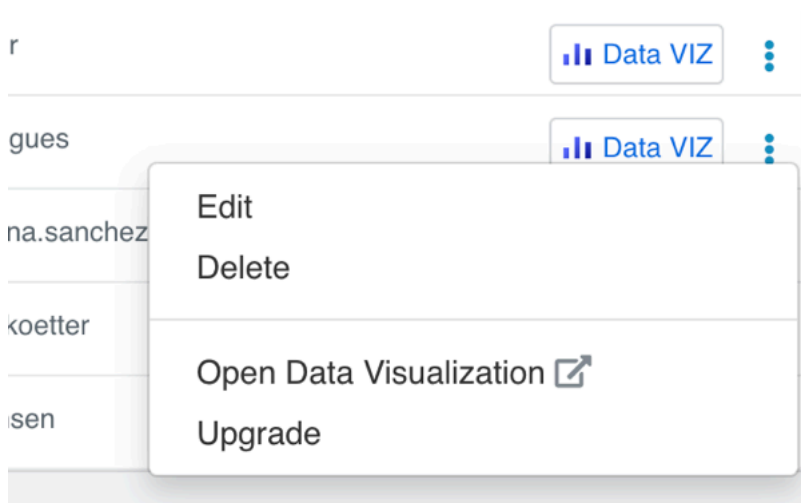 r
Data VIZ
gues
Data VIZ
na.sanchez
koetter
sen
Edit
Delete
Open Data Visualization
Upgrade